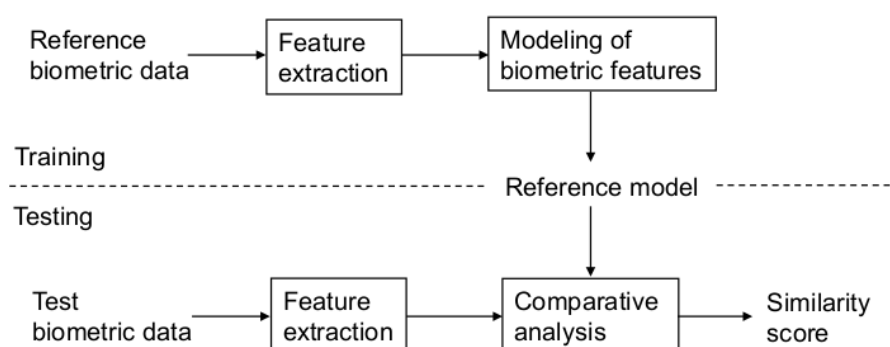 Reference
biometric data
Feature
extraction
Modeling of
biometric features
Training
Reference model
Testing
Test
biometric data
Feature
extraction
Comparative
analysis
Similarity
score